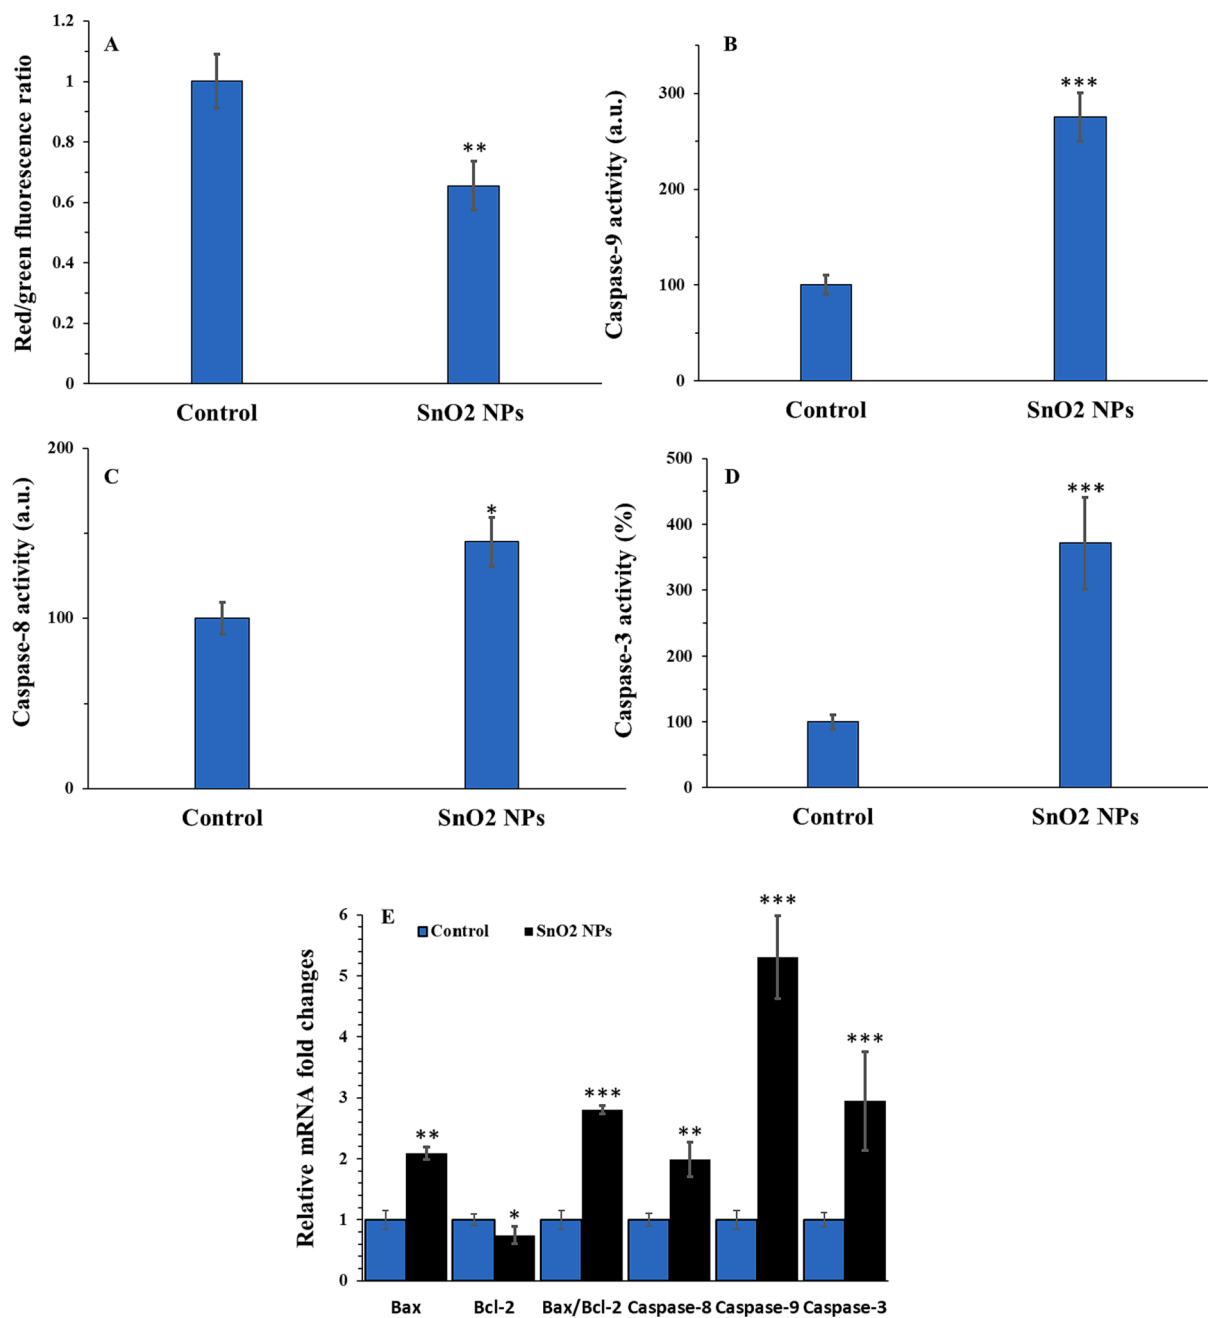 A
Red/green fluorescence ratio
1.2
1
0.8
0.6
0.4
0.2
0
**
Control
SnO2 NPs
B
Caspase-9 activity (a.u.)
300
200
100
0
***
Control
SnO2 NPs
C
Caspase-8 activity (a.u.)
200
100
0
*
Control
SnO2 NPs
D
Caspase-3 activity (%)
500
400
300
200
100
0
***
Control
SnO2 NPs
E
Control
SnO2 NPs
Relative mRNA fold changes
6
5
4
3
2
1
0
**
*
***
**
***
***
Bax
Bcl-2
Bax/Bcl-2
Caspase-8
Caspase-9
Caspase-3